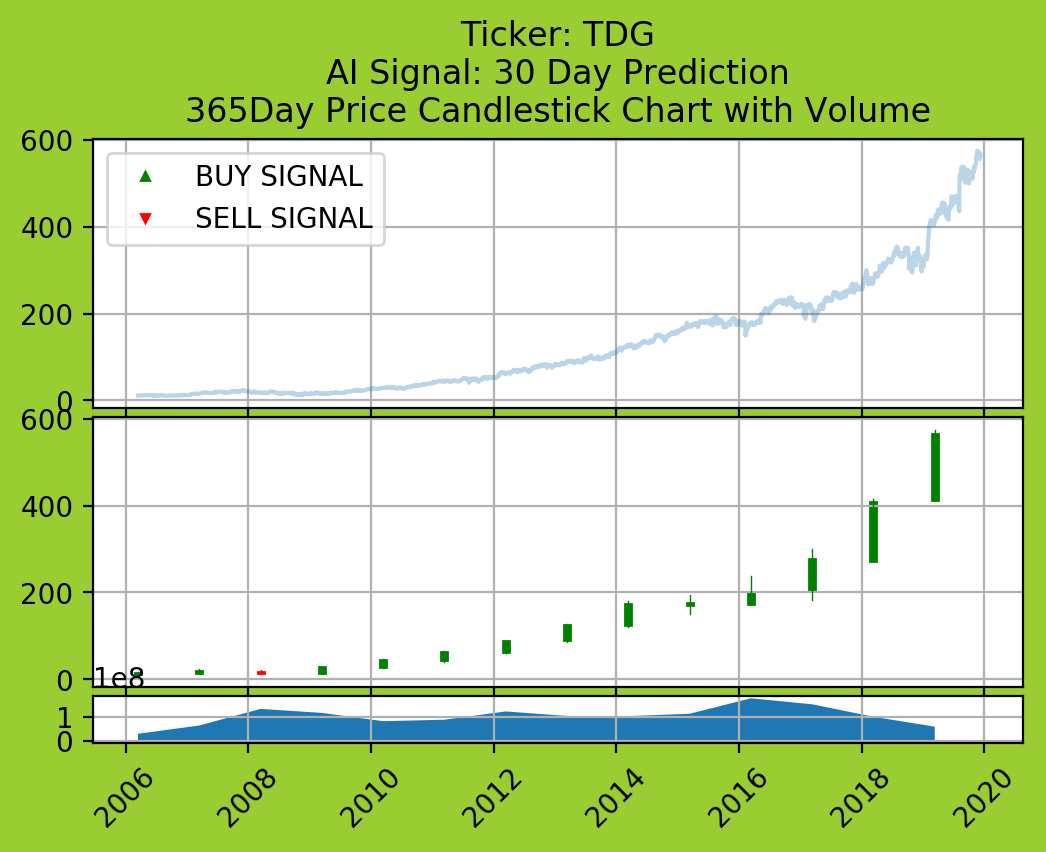 Ticker: TDG
AI Signal: 30 Day Prediction
365Day Price Candlestick Chart with Volume
600
BUY SIGNAL
SELL SIGNAL
400
200
0
600
400
200
0
1e8
1
0
2006 2008 2010 2012 2014 2016 2018 2020